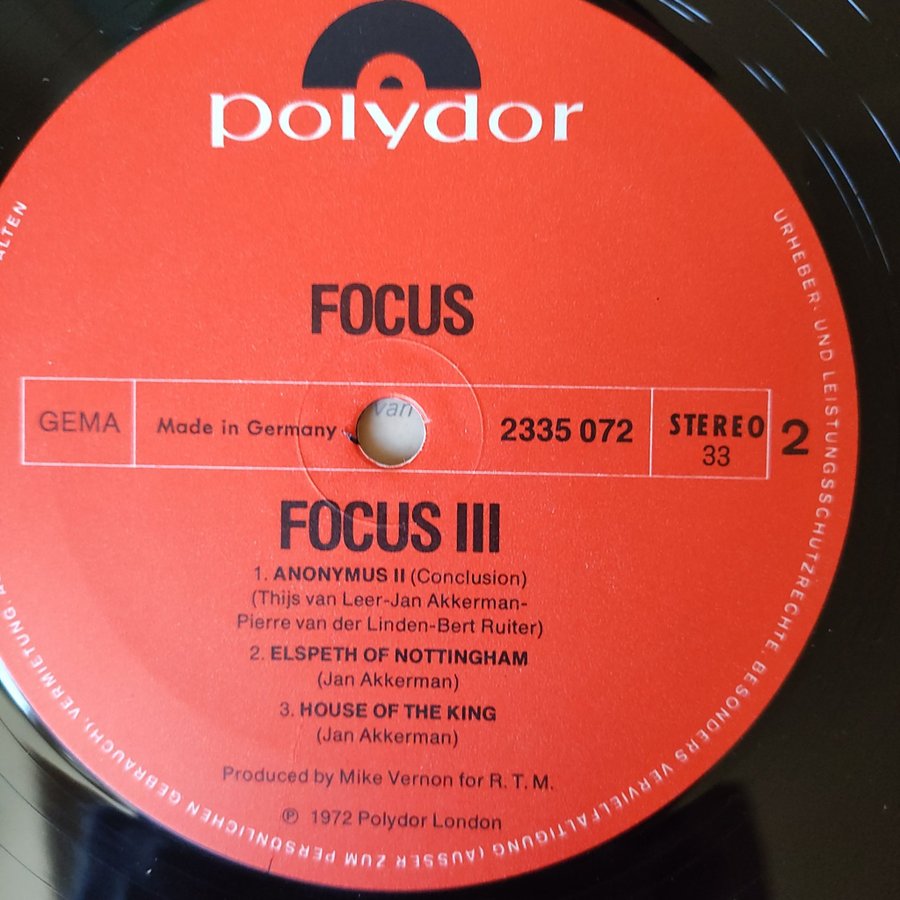 polydor
FOCUS
GEMA
Made in Germany
van
2335 072
STEREO
33
2
FOCUS III
1. ANONYMUS II (Conclusion)
(Thijs van Leer-Jan Akkerman-
Pierre van der Linden-Bert Ruiter)
2. ELSPETH OF NOTTINGHAM
(Jan Akkerman)
3. HOUSE OF THE KING
(Jan Akkerman)
Produced by Mike Vernon for R. T. M.
℗ 1972 Polydor London
URHEBER- UND LEISTUNGSSCHUTZRECHTE, BESONDERS VERVIELFÄLTIGUNG (AUSSER ZUM PERSÖNLICHEN GEBRAUCH), VERMIETUNG,